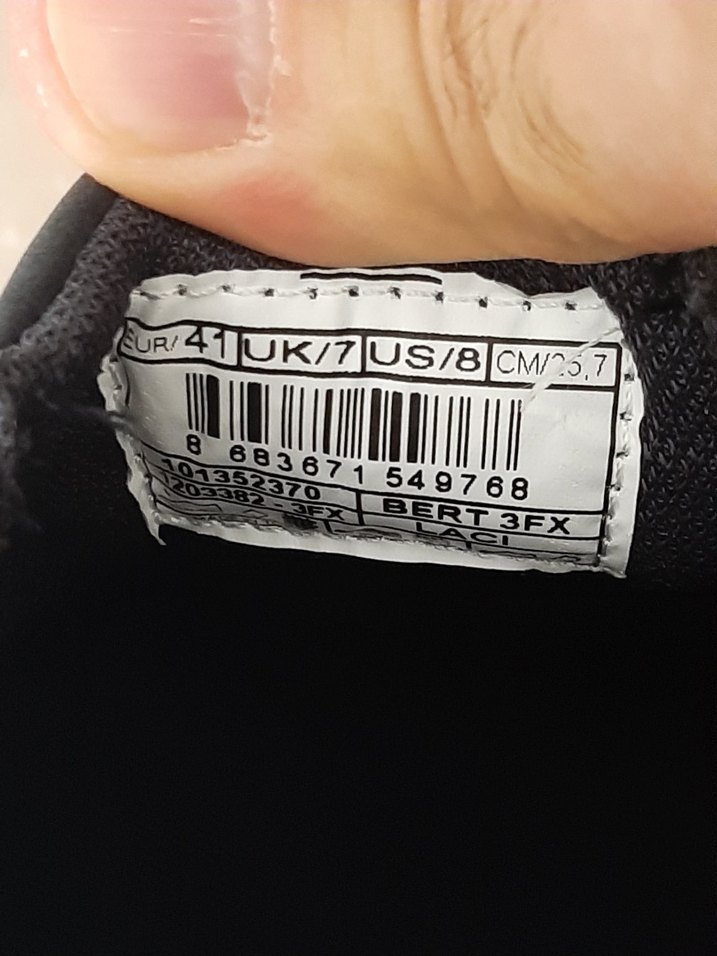 EUR/41 UK/7 US/8 CM/25,7
8 683671 549768
101352370 BERT 3FX
1203382 - 3FX LACI